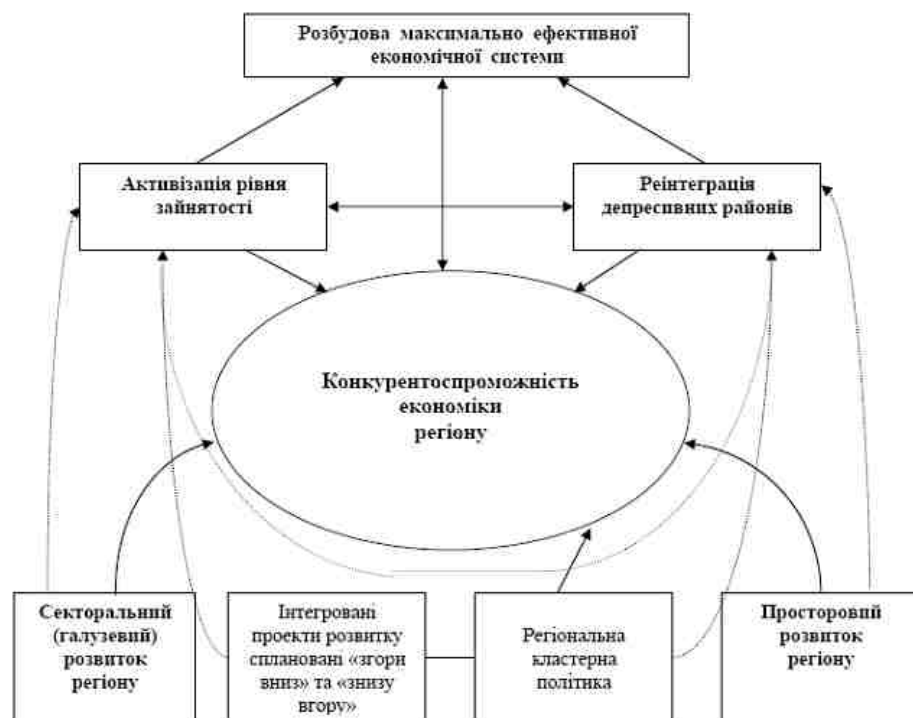 Розбудова максимально ефективної
економічної системи
Активізація рівня
зайнятості
Реінтеграція
депресивних районів
Конкурентоспроможність
економіки
регіону
Секторальний
(галузевий)
розвиток
регіону
Інтегровані
проекти розвитку
сплановані «згори
вниз» та «знизу
вгору»
Регіональна
кластерна
політика
Просторовий
розвиток
регіону